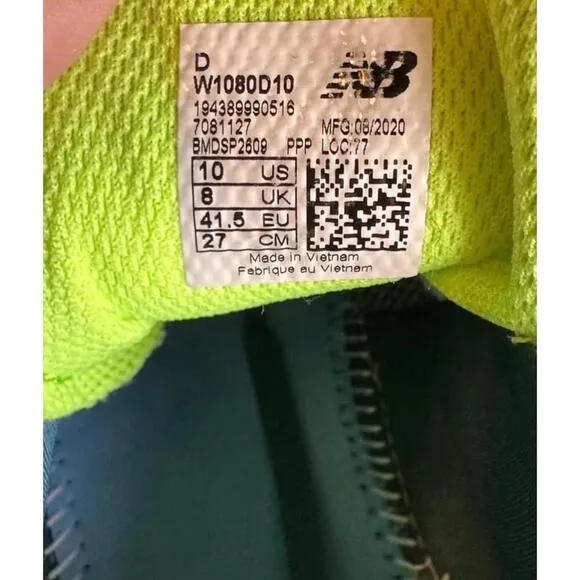 D
W1080D10
NB
194389990516
7081127 MFG:08/2020
BMDSP2609 PPP LOC:77
10 US
8 UK
41.5 EU
27 CM
Made in Vietnam
Fabrique au Vietnam